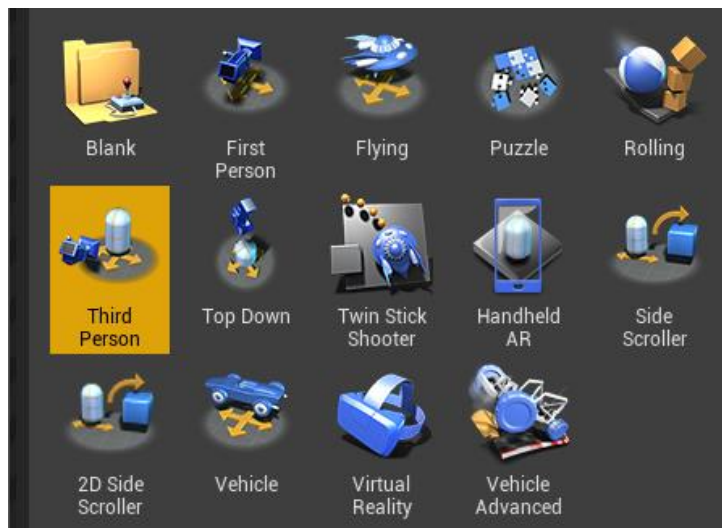 Blank
First
Person
Flying
Puzzle
Rolling
Third
Person
Top Down
Twin Stick
Shooter
Handheld
AR
Side
Scroller
2D Side
Scroller
Vehicle
Virtual
Reality
Vehicle
Advanced